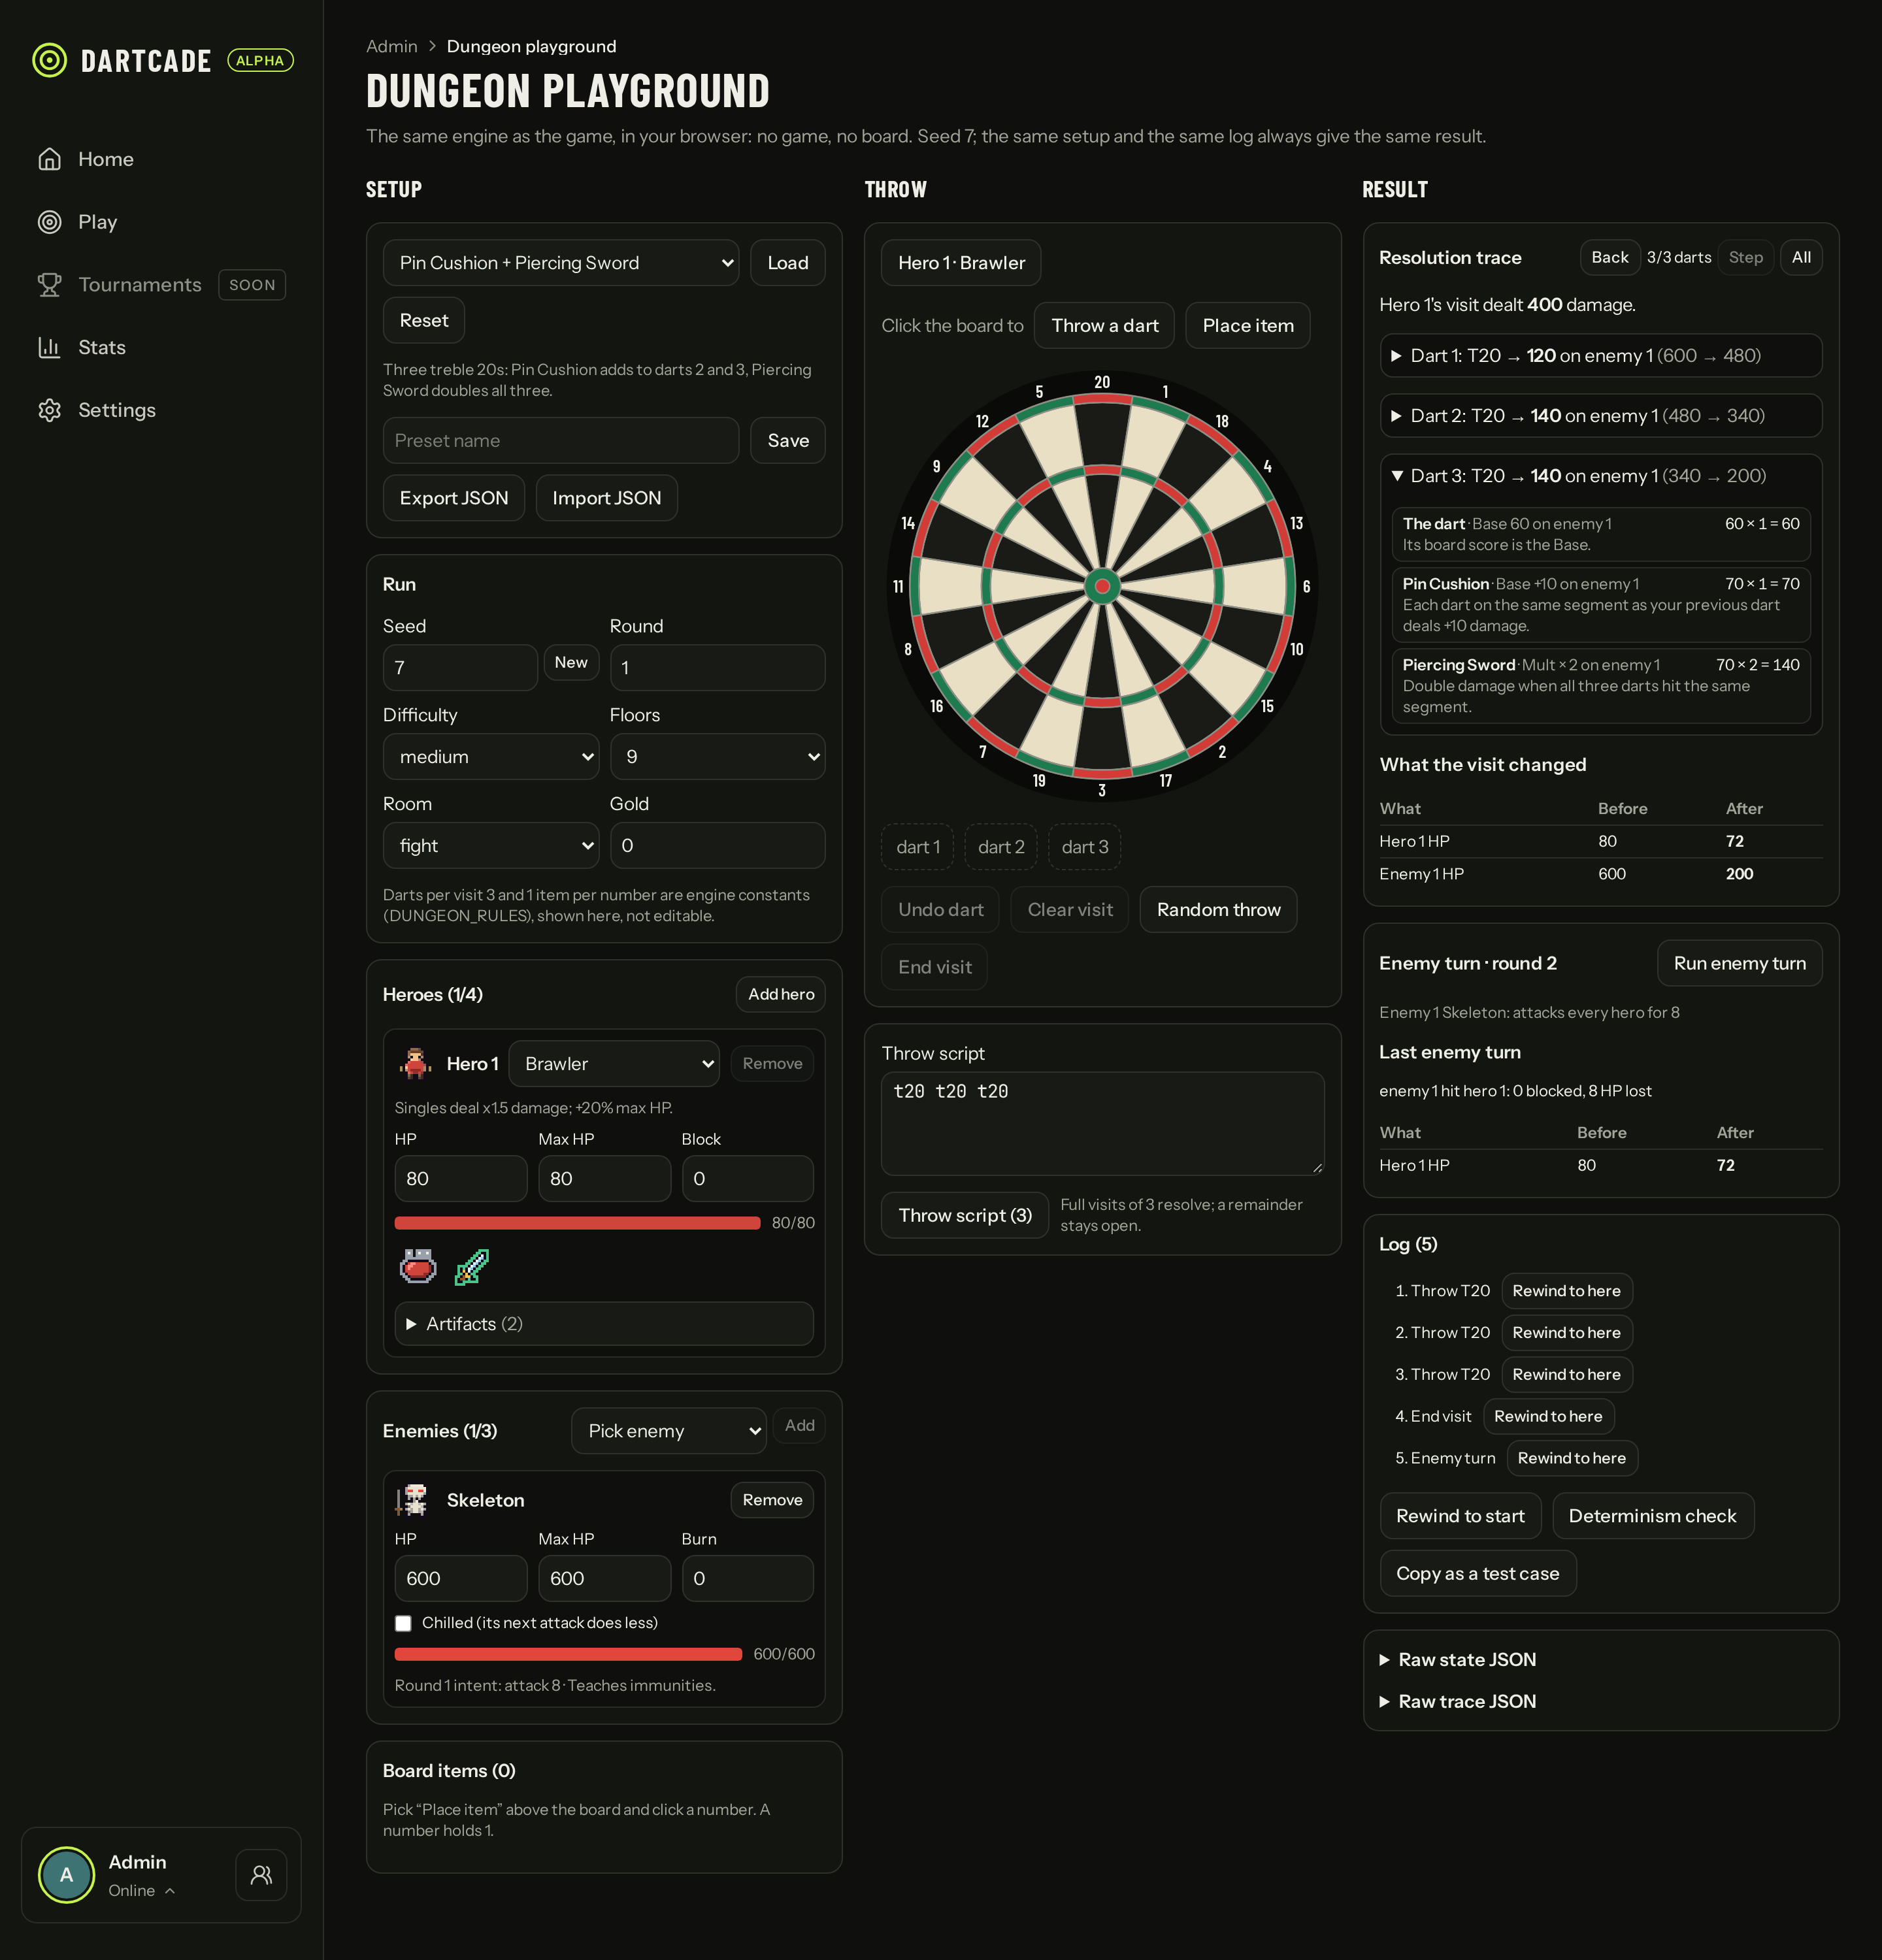 DARTCADE ALPHA
Home
Play
Tournaments SOON
Stats
Settings
Admin > Dungeon playground
DUNGEON PLAYGROUND
The same engine as the game, in your browser: no game, no board. Seed 7; the same setup and the same log always give the same result.
SETUP
Pin Cushion + Piercing Sword Load
Reset
Three treble 20s: Pin Cushion adds to darts 2 and 3, Piercing
Sword doubles all three.
Preset name Save
Export JSON Import JSON
Run
Seed Round
7 New 1
Difficulty Floors
medium 9
Room Gold
fight 0
Darts per visit 3 and 1 item per number are engine constants
(DUNGEON_RULES), shown here, not editable.
Heroes (1/4) Add hero
Hero 1 Brawler Remove
Singles deal x1.5 damage; +20% max HP.
HP Max HP Block
80 80 0
80/80
▶ Artifacts (2)
Enemies (1/3) Pick enemy Add
Skeleton Remove
HP Max HP Burn
600 600 0
Chilled (its next attack does less)
600/600
Round 1 intent: attack 8 · Teaches immunities.
Board items (0)
Pick “Place item” above the board and click a number. A
number holds 1.
THROW
Hero 1 · Brawler
Click the board to Throw a dart Place item
20
5 1
12 18
9 4
14 13
11 6
8 10
16 15
7 2
19 17
3
dart 1 dart 2 dart 3
Undo dart Clear visit Random throw
End visit
Throw script
t20 t20 t20
Throw script (3) Full visits of 3 resolve; a remainder
stays open.
RESULT
Resolution trace Back 3/3 darts Step All
Hero 1's visit dealt 400 damage.
▶ Dart 1: T20 → 120 on enemy 1 (600 → 480)
▶ Dart 2: T20 → 140 on enemy 1 (480 → 340)
▼ Dart 3: T20 → 140 on enemy 1 (340 → 200)
The dart · Base 60 on enemy 1 60 × 1 = 60
Its board score is the Base.
Pin Cushion · Base +10 on enemy 1 70 × 1 = 70
Each dart on the same segment as your previous dart
deals +10 damage.
Piercing Sword · Mult × 2 on enemy 1 70 × 2 = 140
Double damage when all three darts hit the same
segment.
What the visit changed
What Before After
Hero 1 HP 80 72
Enemy 1 HP 600 200
Enemy turn · round 2 Run enemy turn
Enemy 1 Skeleton: attacks every hero for 8
Last enemy turn
enemy 1 hit hero 1: 0 blocked, 8 HP lost
What Before After
Hero 1 HP 80 72
Log (5)
1. Throw T20 Rewind to here
2. Throw T20 Rewind to here
3. Throw T20 Rewind to here
4. End visit Rewind to here
5. Enemy turn Rewind to here
Rewind to start Determinism check
Copy as a test case
▶ Raw state JSON
▶ Raw trace JSON
A Admin
Online